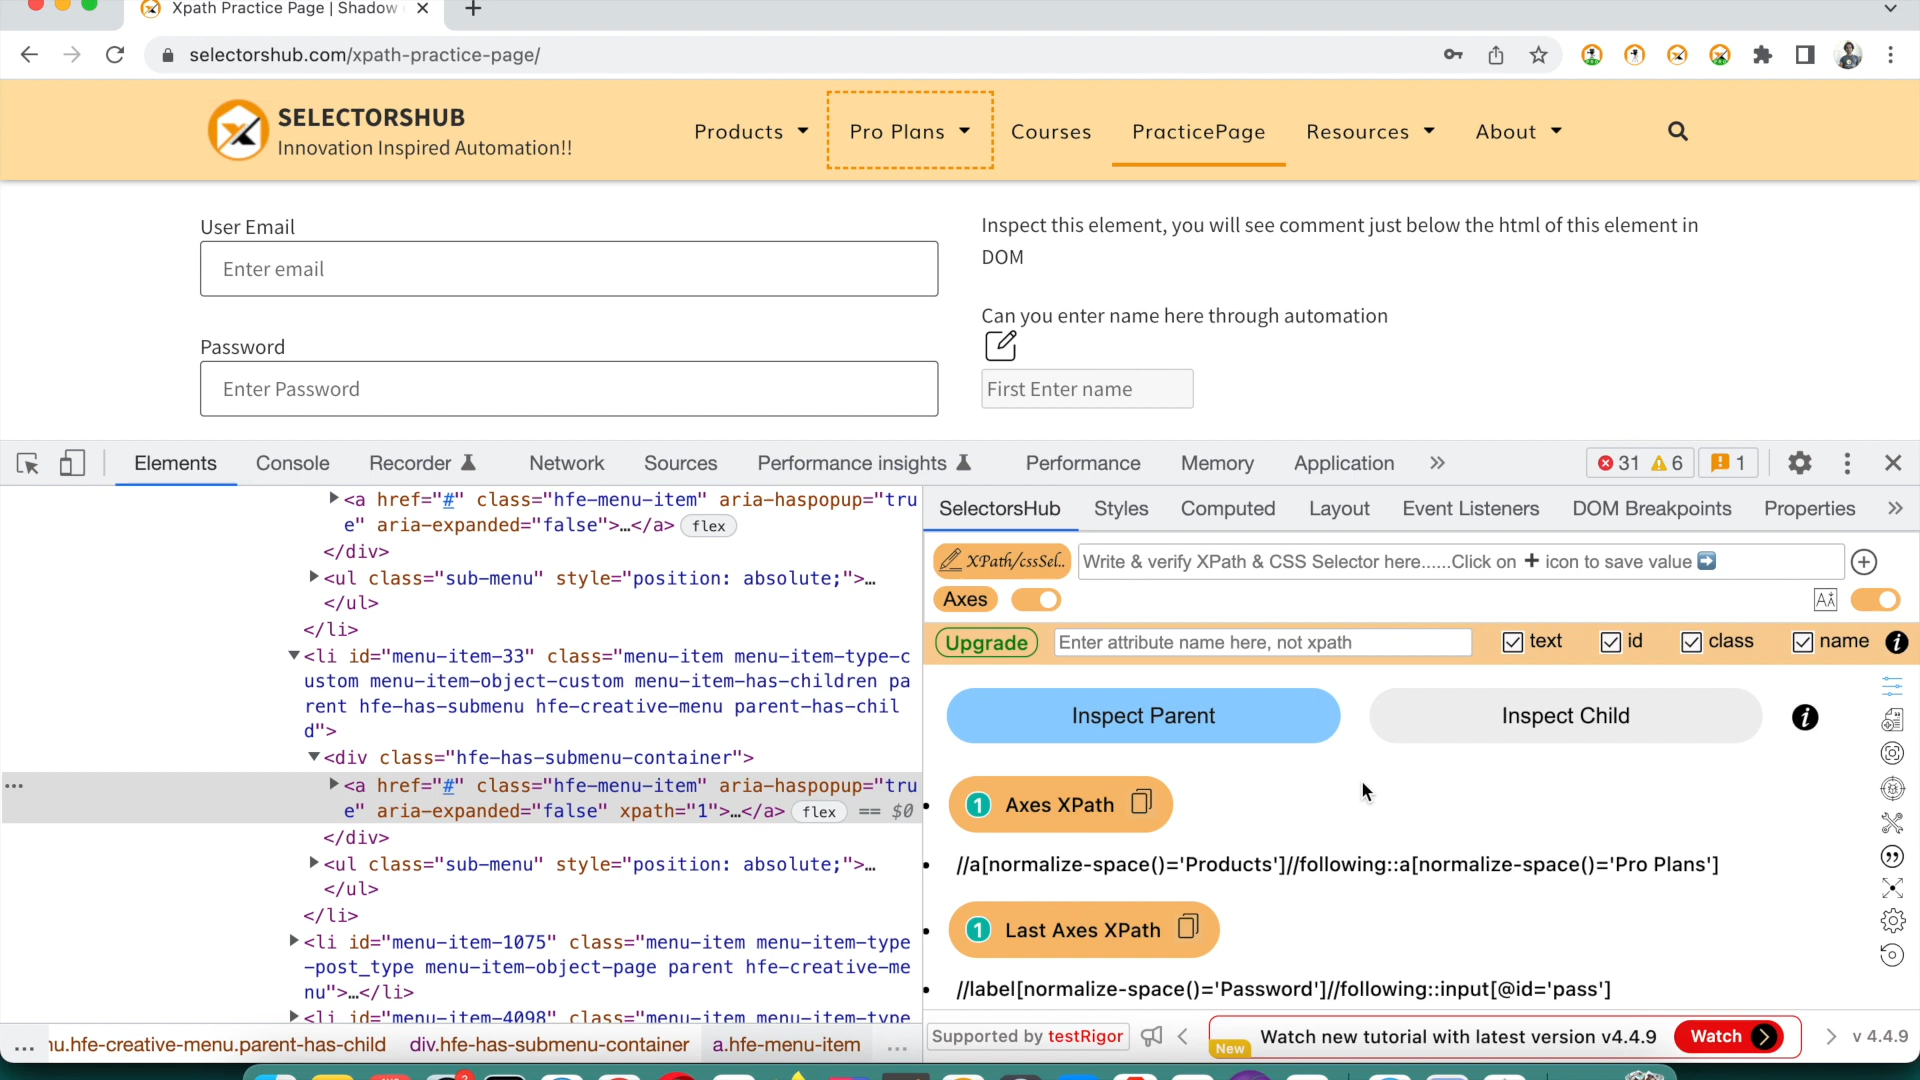 Xpath Practice Page | Shadow
selectorshub.com/xpath-practice-page/
SELECTORSHUB
Innovation Inspired Automation!!
Products
Pro Plans
Courses
PracticePage
Resources
About
User Email
Enter email
Password
Enter Password
Inspect this element, you will see comment just below the html of this element in
DOM
Can you enter name here through automation
First Enter name
Elements
Console
Recorder
Network
Sources
Performance insights
Performance
Memory
Application
31
6
1
<a href="#" class="hfe-menu-item" aria-haspopup="tru
e" aria-expanded="false">…</a> flex
</div>
<ul class="sub-menu" style="position: absolute;">…
</ul>
</li>
<li id="menu-item-33" class="menu-item menu-item-type-c
ustom menu-item-object-custom menu-item-has-children pa
rent hfe-has-submenu hfe-creative-menu parent-has-chil
d">
<div class="hfe-has-submenu-container">
<a href="#" class="hfe-menu-item" aria-haspopup="tru
e" aria-expanded="false" xpath="1">…</a> flex == $0
</div>
<ul class="sub-menu" style="position: absolute;">…
</ul>
</li>
<li id="menu-item-1075" class="menu-item menu-item-type
-post_type menu-item-object-page parent hfe-creative-me
nu">…</li>
<li id="menu-item-4098" class="menu-item menu-item-type
... nu.hfe-creative-menu.parent-has-child div.hfe-has-submenu-container a.hfe-menu-item ...
SelectorsHub
Styles
Computed
Layout
Event Listeners
DOM Breakpoints
Properties
XPath/cssSel..
Write & verify XPath & CSS Selector here......Click on + icon to save value
Axes
Upgrade
Enter attribute name here, not xpath
text
id
class
name
Inspect Parent
Inspect Child
1 Axes XPath
//a[normalize-space()='Products']//following::a[normalize-space()='Pro Plans']
1 Last Axes XPath
//label[normalize-space()='Password']//following::input[@id='pass']
Supported by testRigor
New
Watch new tutorial with latest version v4.4.9
Watch
v 4.4.9